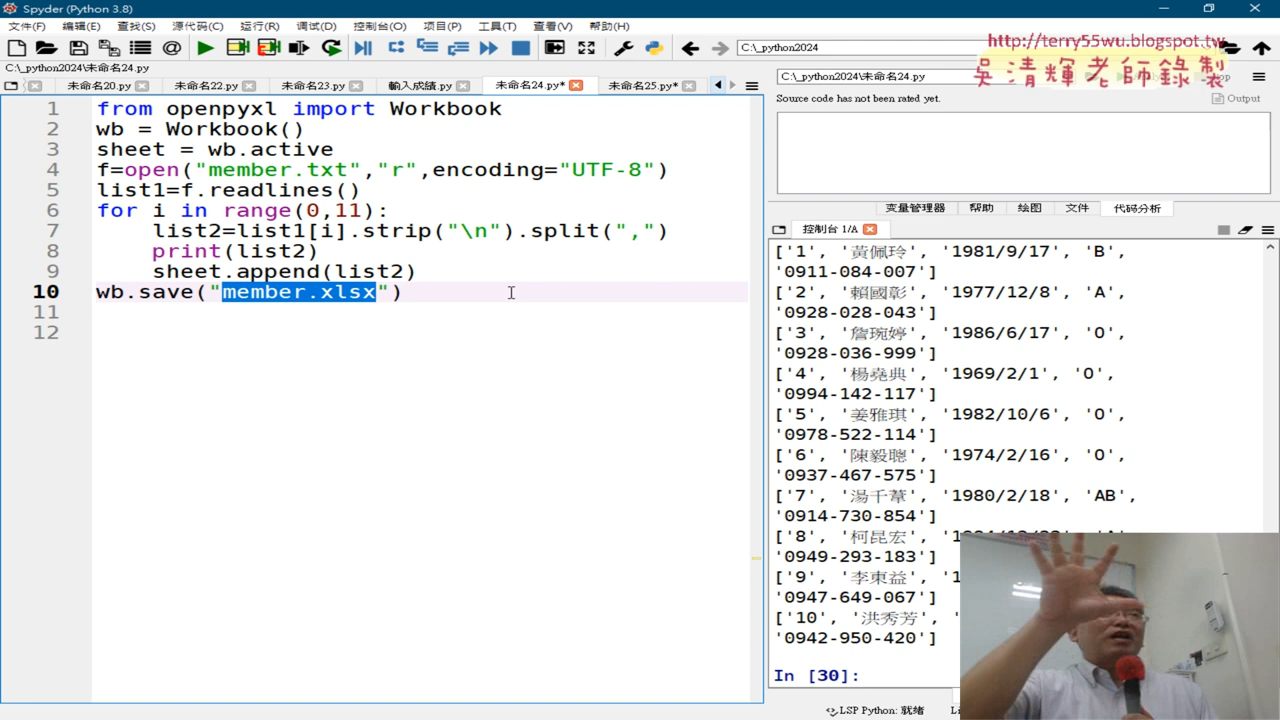 Spyder (Python 3.8)
文件(F) 编辑(E) 查找(S) 源代码(C) 运行(R) 调试(D) 控制台(O) 项目(P) 工具(T) 查看(V) 帮助(H)
C:\_python2024
http://terry55wu.blogspot.tw
吳清輝老師錄製
C:\_python2024\未命名24.py
未命名20.py 未命名22.py 未命名23.py 輸入成績.py 未命名24.py* 未命名25.py*
1 from openpyxl import Workbook
2 wb = Workbook()
3 sheet = wb.active
4 f=open("member.txt","r",encoding="UTF-8")
5 list1=f.readlines()
6 for i in range(0,11):
7 list2=list1[i].strip("\n").split(",")
8 print(list2)
9 sheet.append(list2)
10 wb.save("member.xlsx")
11
12
C:\_python2024\未命名24.py
Source code has not been rated yet.
Output
变量管理器 帮助 绘图 文件 代码分析
控制台 1/A
['1', '黃佩玲', '1981/9/17', 'B',
'0911-084-007']
['2', '賴國彰', '1977/12/8', 'A',
'0928-028-043']
['3', '詹琬婷', '1986/6/17', 'O',
'0928-036-999']
['4', '楊堯典', '1969/2/1', 'O',
'0994-142-117']
['5', '姜雅琪', '1982/10/6', 'O',
'0978-522-114']
['6', '陳毅聰', '1974/2/16', 'O',
'0937-467-575']
['7', '湯千葦', '1980/2/18', 'AB',
'0914-730-854']
['8', '柯昆宏',
'0949-293-183']
['9', '李東益', '1
'0947-649-067']
['10', '洪秀芳', '
'0942-950-420']
In [30]:
LSP Python: 就绪